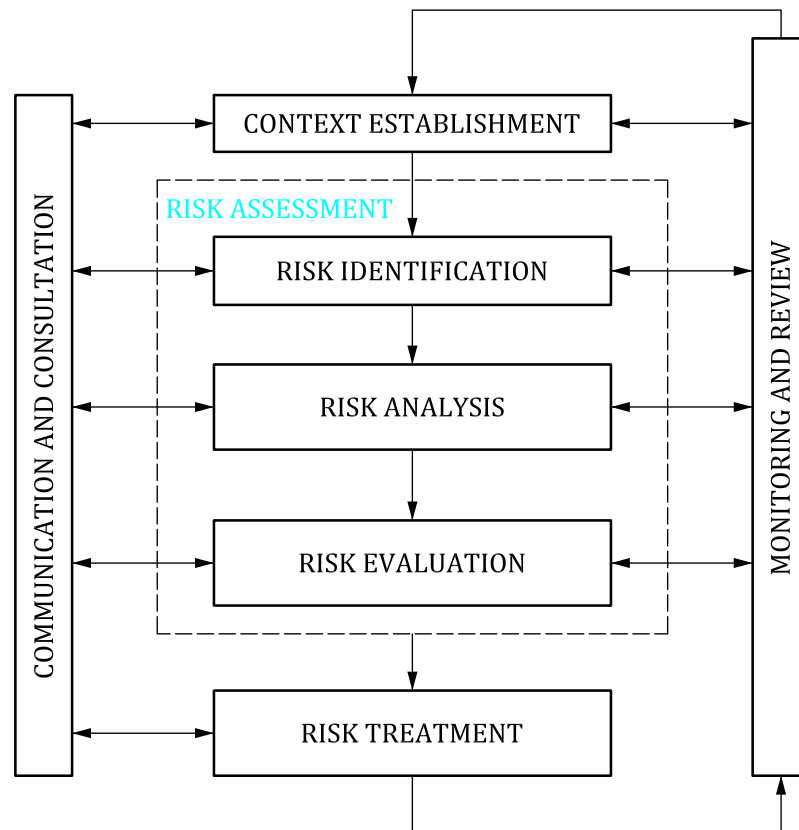 CONTEXT ESTABLISHMENT
RISK ASSESSMENT
RISK IDENTIFICATION
RISK ANALYSIS
RISK EVALUATION
RISK TREATMENT
COMMUNICATION AND CONSULTATION
MONITORING AND REVIEW